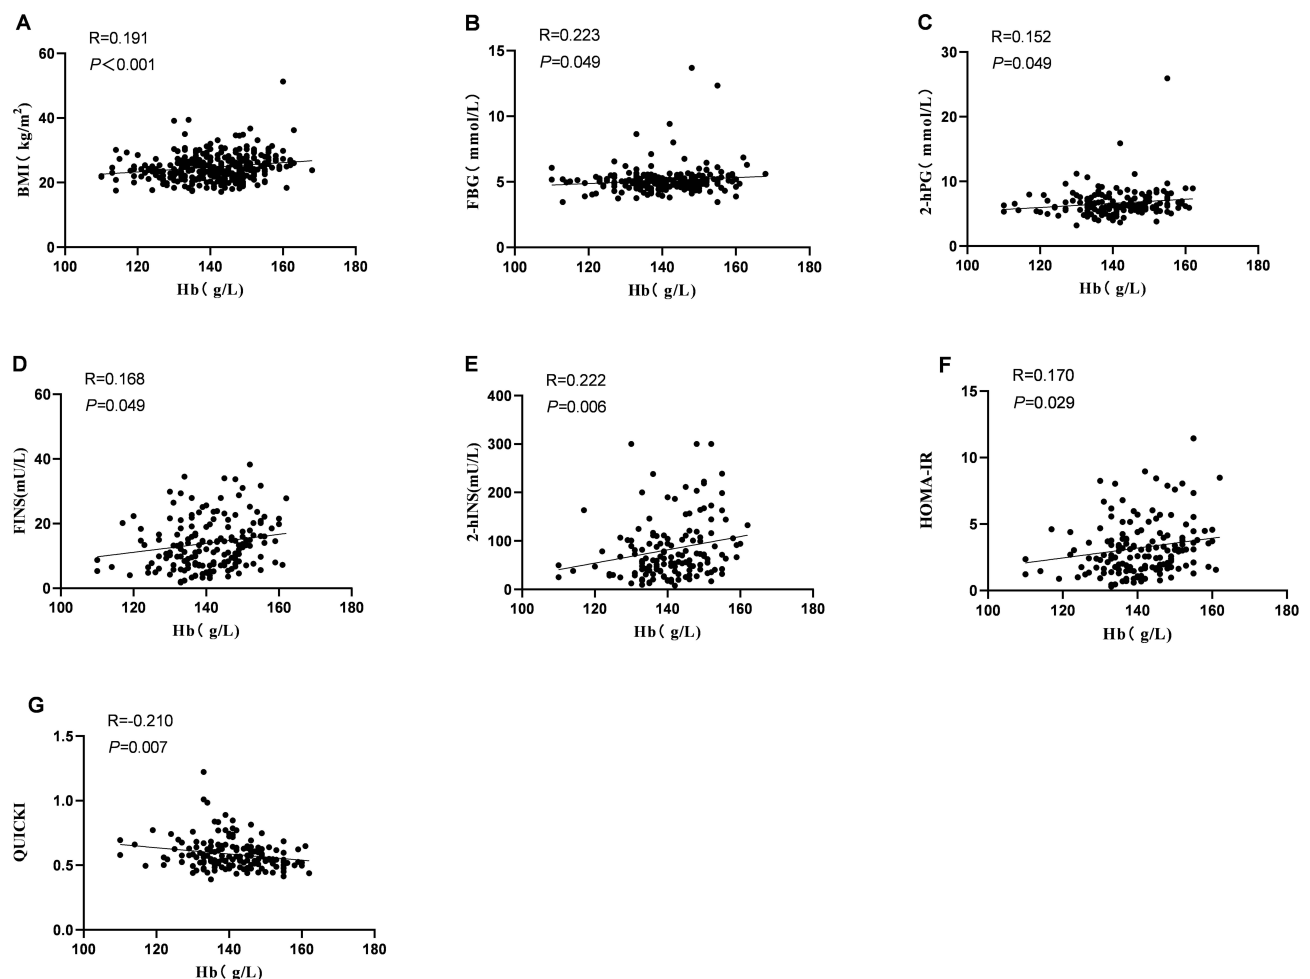 A
R=0.191
P<0.001
BMI( kg/m²)
60
40
20
0
100 120 140 160 180
Hb( g/L)
B
R=0.223
P=0.049
FBG( mmol/L)
15
10
5
0
100 120 140 160 180
Hb( g/L)
C
R=0.152
P=0.049
2-hPG( mmol/L)
30
20
10
0
100 120 140 160 180
Hb( g/L)
D
R=0.168
P=0.049
FINS(mU/L)
60
40
20
0
100 120 140 160 180
Hb( g/L)
E
R=0.222
P=0.006
2-hINS(mU/L)
400
300
200
100
0
100 120 140 160 180
Hb( g/L)
F
R=0.170
P=0.029
HOMA-IR
15
10
5
0
100 120 140 160 180
Hb( g/L)
G
R=-0.210
P=0.007
QUICKI
1.5
1.0
0.5
0.0
100 120 140 160 180
Hb( g/L)